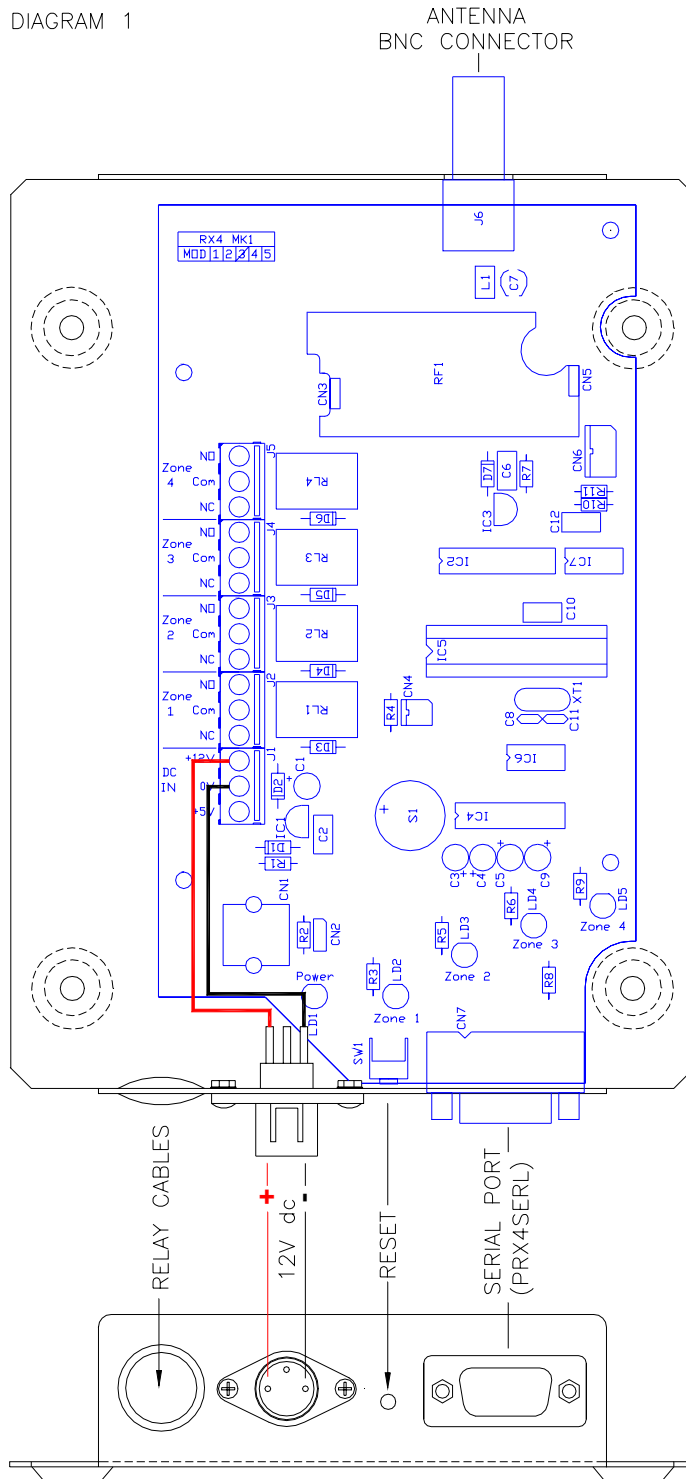 DIAGRAM 1
ANTENNA
BNC CONNECTOR
J6
RX4 MK1
MOD 1 2 3 4 5
L1
C7
RF1
CN3
CN5
CN6
Zone
4
NO
Com
NC
J5
RL4
D6
D7
C6
R7
IC3
R11
R10
C12
Zone
3
NO
Com
NC
J4
RL3
D5
IC2
IC7
Zone
2
NO
Com
NC
J3
RL2
D4
C10
IC5
Zone
1
NO
Com
NC
J2
RL1
D3
R4
CN4
XT1
C8
C11
DC
IN
+12V
0V
+5V
J1
D2
+
C1
IC1
C2
D1
R1
IC6
+
S1
IC4
C3
+
+
C4
C5
+
C9
+
CN1
R2
CN2
R9
LD5
Zone 4
R6
LD4
Zone 3
R5
LD3
Zone 2
R3
LD2
Zone 1
R8
Power
LD1
SW1
CN7
RELAY CABLES
+
12V dc
-
RESET
SERIAL PORT
(PRX4SERL)